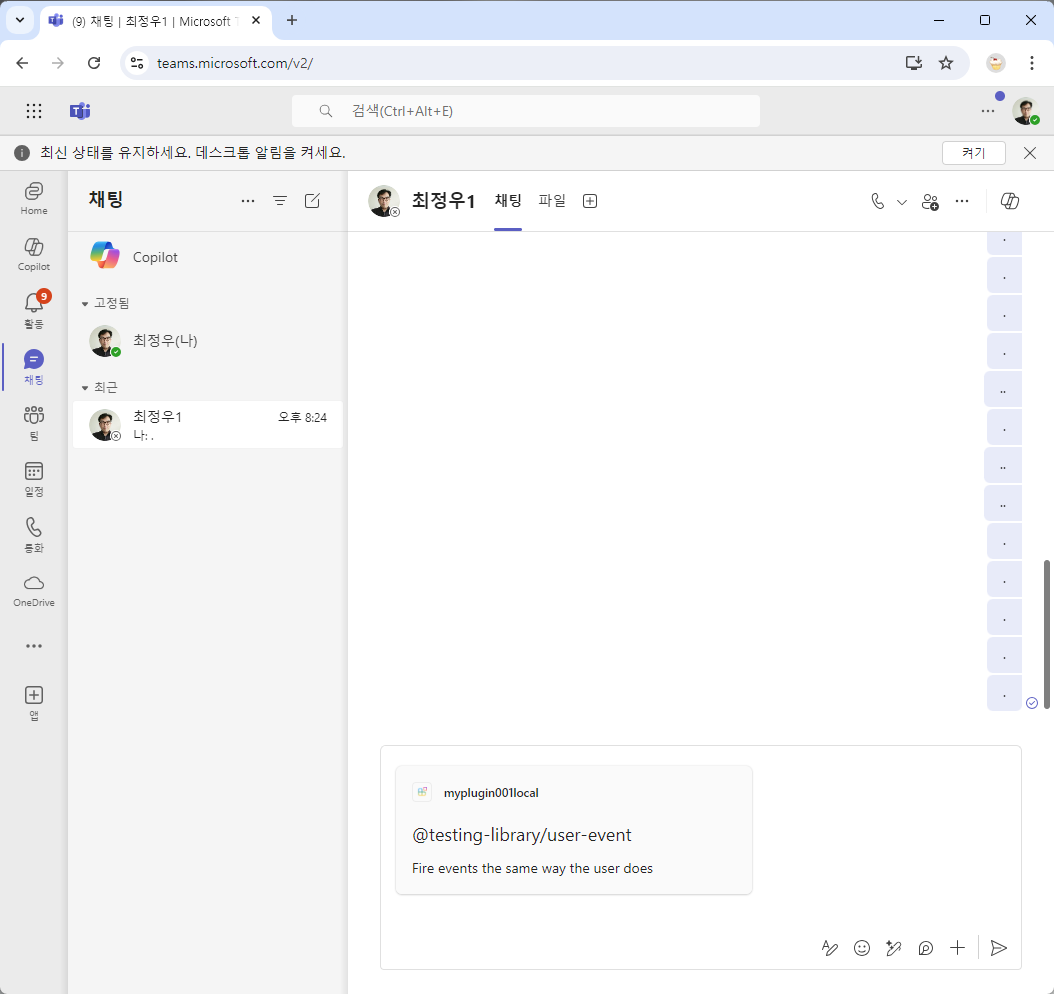 (9) 채팅 | 최정우1 | Microsoft
teams.microsoft.com/v2/
검색(Ctrl+Alt+E)
최신 상태를 유지하세요. 데스크톱 알림을 켜세요.
켜기
Home
Copilot
9
활동
채팅
팀
일정
통화
OneDrive
앱
채팅
Copilot
고정됨
최정우(나)
최근
최정우1
오후 8:24
나: .
최정우1
채팅
파일
.
.
.
.
..
.
..
..
.
.
.
.
.
myplugin001local
@testing-library/user-event
Fire events the same way the user does